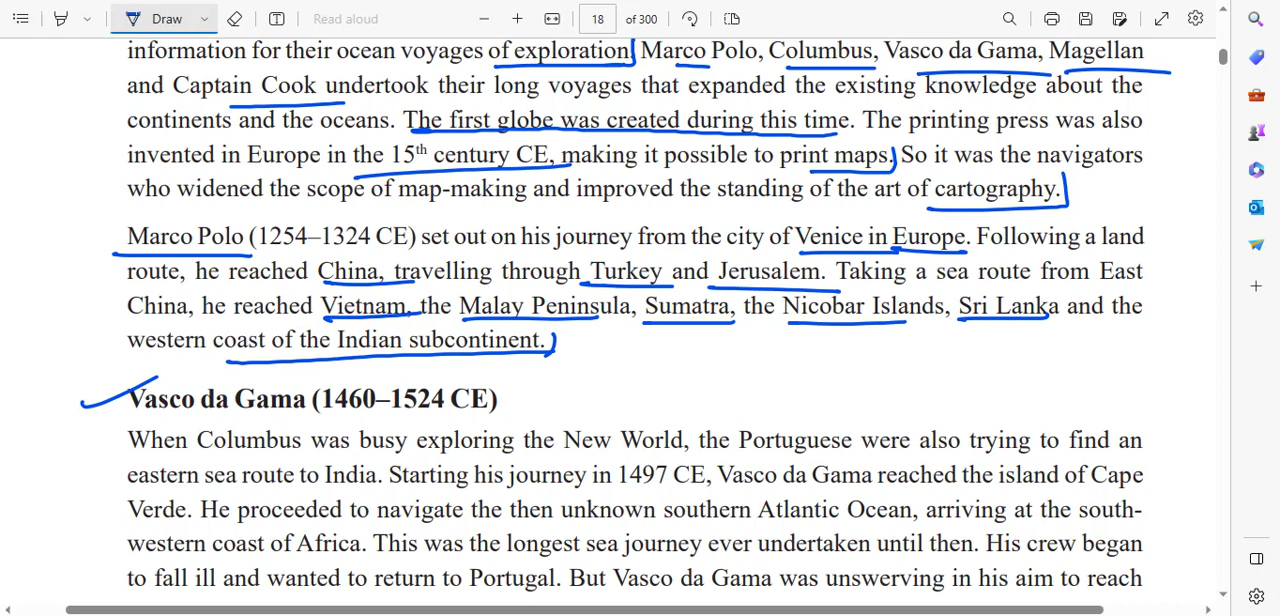 Draw
Read aloud
18 of 300
information for their ocean voyages of exploration. Marco Polo, Columbus, Vasco da Gama, Magellan
and Captain Cook undertook their long voyages that expanded the existing knowledge about the
continents and the oceans. The first globe was created during this time. The printing press was also
invented in Europe in the 15th century CE, making it possible to print maps. So it was the navigators
who widened the scope of map-making and improved the standing of the art of cartography.
Marco Polo (1254–1324 CE) set out on his journey from the city of Venice in Europe. Following a land
route, he reached China, travelling through Turkey and Jerusalem. Taking a sea route from East
China, he reached Vietnam, the Malay Peninsula, Sumatra, the Nicobar Islands, Sri Lanka and the
western coast of the Indian subcontinent.
Vasco da Gama (1460–1524 CE)
When Columbus was busy exploring the New World, the Portuguese were also trying to find an
eastern sea route to India. Starting his journey in 1497 CE, Vasco da Gama reached the island of Cape
Verde. He proceeded to navigate the then unknown southern Atlantic Ocean, arriving at the south-
western coast of Africa. This was the longest sea journey ever undertaken until then. His crew began
to fall ill and wanted to return to Portugal. But Vasco da Gama was unswerving in his aim to reach